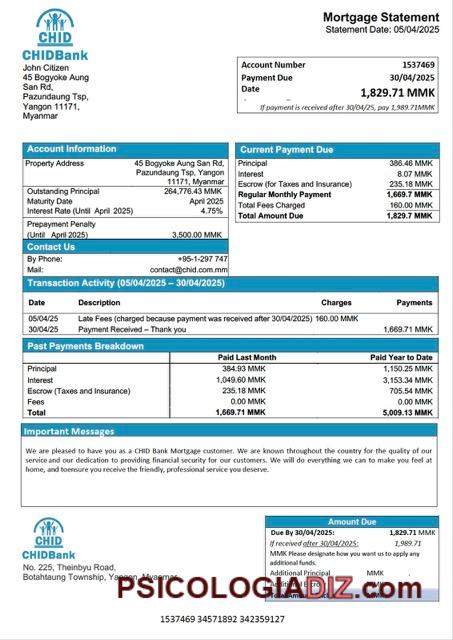 CHID
CHIDBank
Mortgage Statement
Statement Date: 05/04/2025
John Citizen
45 Bogyoke Aung
San Rd,
Pazundaung Tsp,
Yangon 11171,
Myanmar
Account Number 1537469
Payment Due 30/04/2025
Date
1,829.71 MMK
If payment is received after 30/04/25, pay 1,989.71MMK
Account Information
Property Address 45 Bogyoke Aung San Rd,
Pazundaung Tsp, Yangon
11171, Myanmar
Outstanding Principal 264,776.43 MMK
Maturity Date April 2025
Interest Rate (Until April 2025) 4.75%
Prepayment Penalty
(Until April 2025) 3,500.00 MMK
Current Payment Due
Principal 386.46 MMK
Interest 8.07 MMK
Escrow (for Taxes and Insurance) 235.18 MMK
Regular Monthly Payment 1,669.7 MMK
Total Fees Charged 160.00 MMK
Total Amount Due 1,829.7 MMK
Contact Us
By Phone: +95-1-297 747
Mail: contact@chid.com.mm
Transaction Activity (05/04/2025 – 30/04/2025)
Date Description Charges Payments
05/04/25 Late Fees (charged because payment was received after 30/04/2025) 160.00 MMK
30/04/25 Payment Received – Thank you 1,669.71 MMK
Past Payments Breakdown
Paid Last Month Paid Year to Date
Principal 384.93 MMK 1,150.25 MMK
Interest 1,049.60 MMK 3,153.34 MMK
Escrow (Taxes and Insurance) 235.18 MMK 705.54 MMK
Fees 0.00 MMK 0.00 MMK
Total 1,669.71 MMK 5,009.13 MMK
Important Messages
We are pleased to have you as a CHID Bank Mortgage customer. We are known throughout the country for the quality of our
service and our dedication to providing financial security for our customers. We will do everything we can to make you feel at
home, and toensure you receive the friendly, professional service you deserve.
CHID
CHIDBank
No. 225, Theinbyu Road,
Botahtaung Township, Yangon, Myanmar
Amount Due
Due By 30/04/2025: 1,829.71 MMK
If received after 30/04/2025: 1,989.71
MMK Please designate how you want us to apply any
additional funds.
Additional Principal MMK
PSICOLOGIADIZ.com
1537469 34571892 342359127